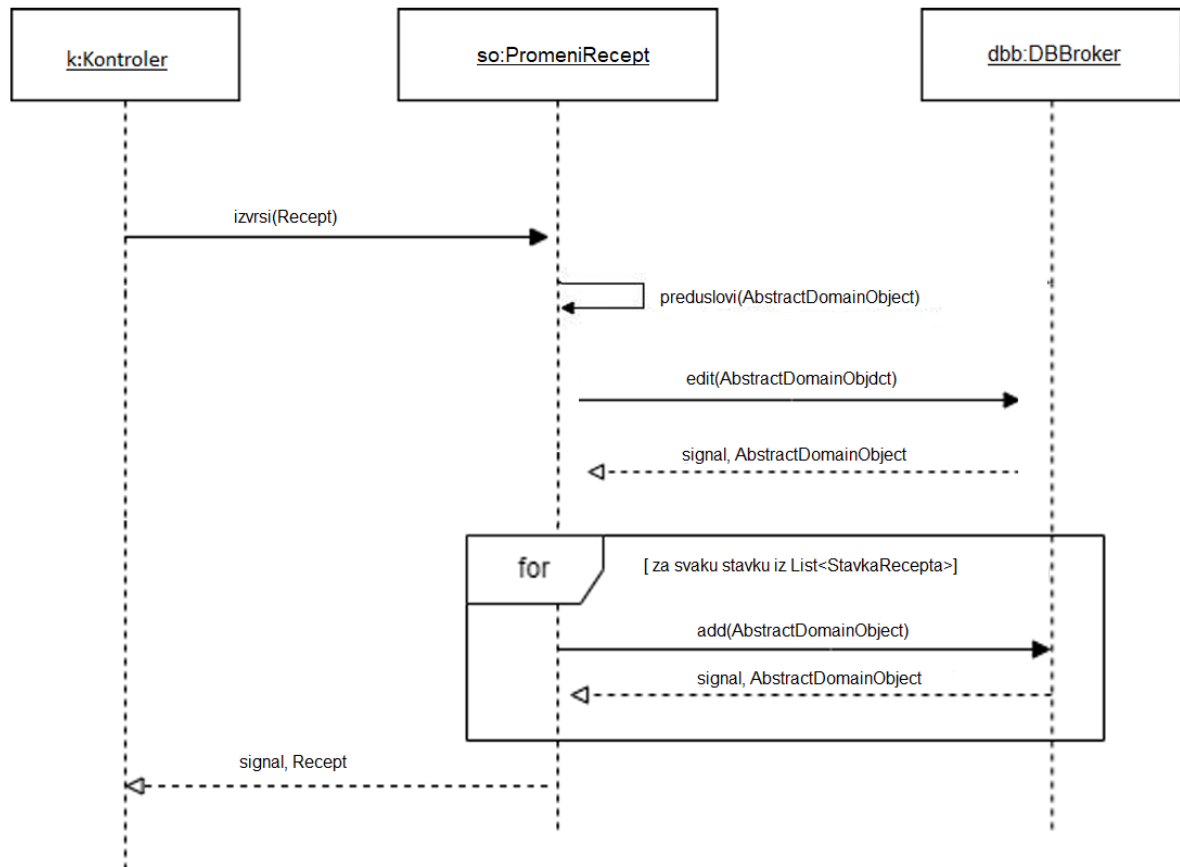 k:Kontroler
so:PromeniRecept
dbb:DBBroker
izvrsi(Recept)
preduslovi(AbstractDomainObject)
edit(AbstractDomainObjdct)
signal, AbstractDomainObject
for
[ za svaku stavku iz List<StavkaRecepta>]
add(AbstractDomainObject)
signal, AbstractDomainObject
signal, Recept